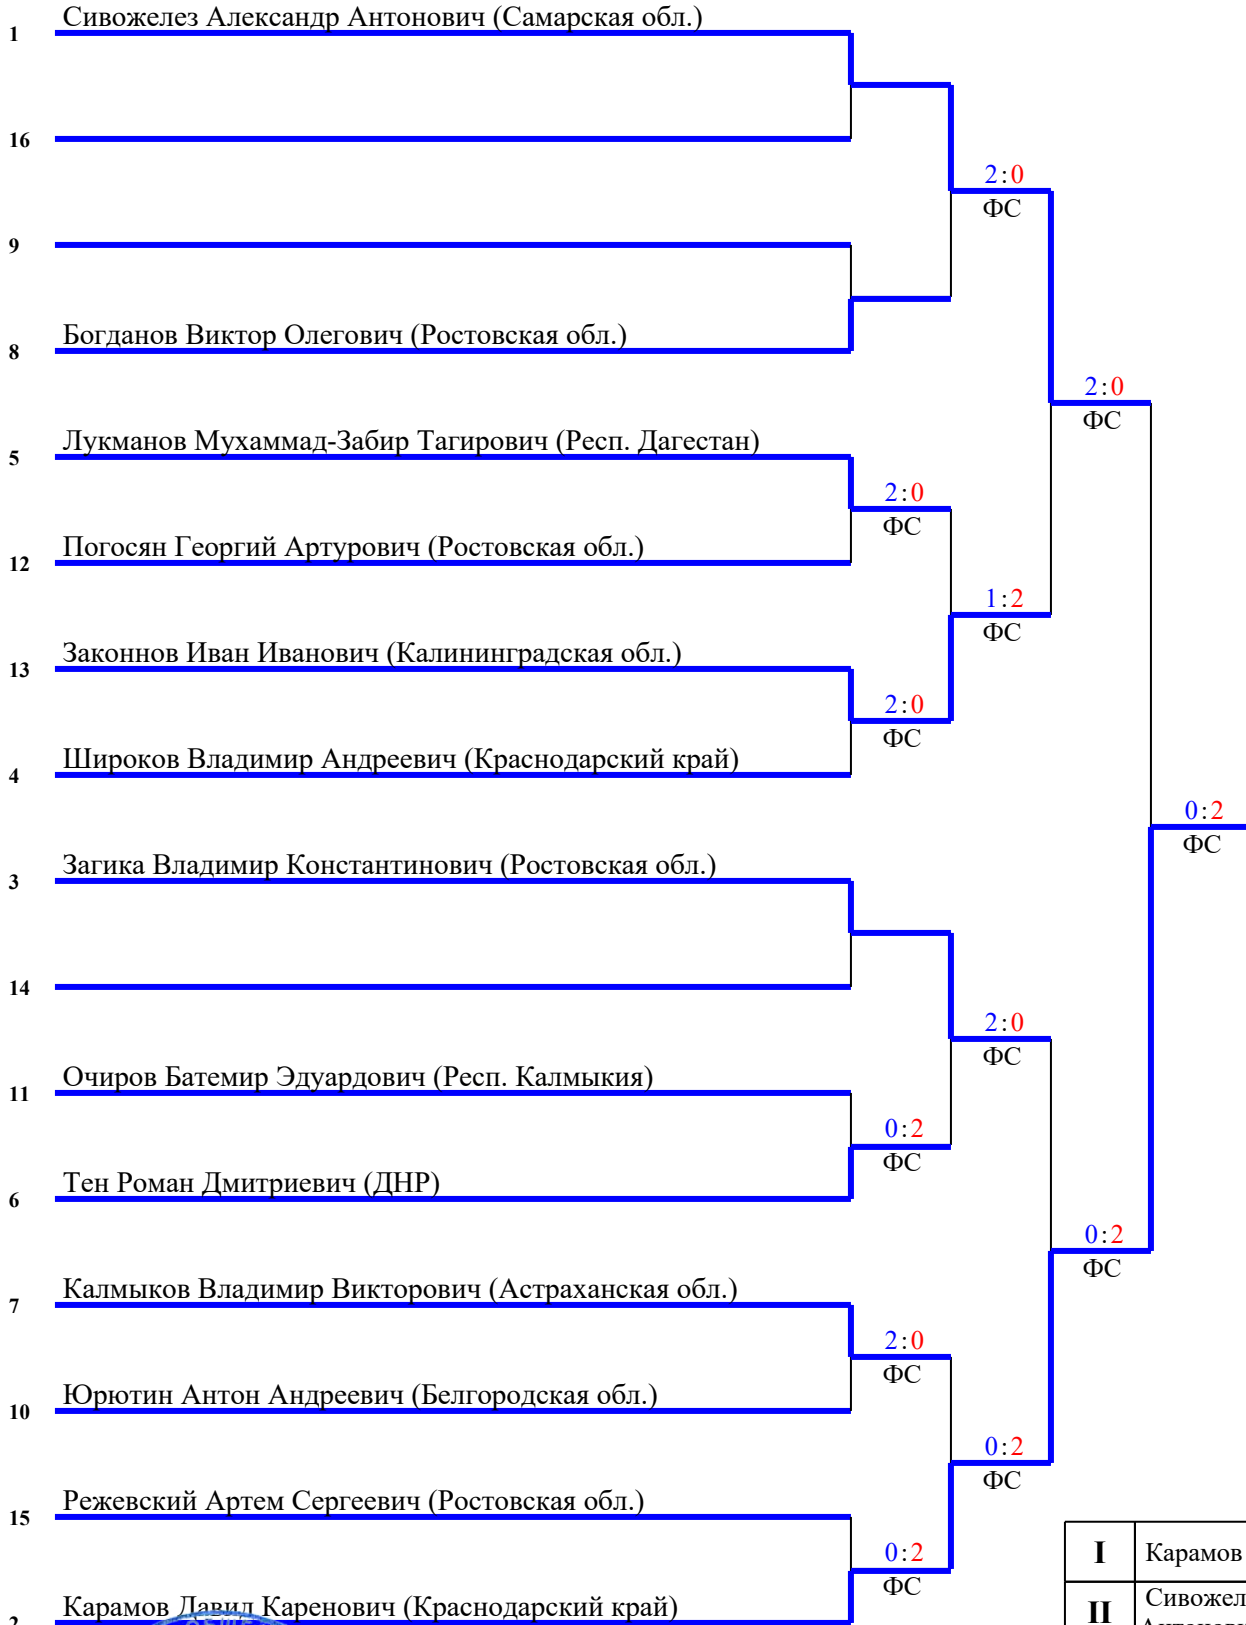 Сивожелез Александр Антонович (Самарская обл.)
1
16
2:0
ФС
9
Богданов Виктор Олегович (Ростовская обл.)
8
2:0
ФС
Лукманов Мухаммад-Забир Тагирович (Респ. Дагестан)
5
2:0
ФС
Погосян Георгий Артурович (Ростовская обл.)
12
1:2
ФС
Законнов Иван Иванович (Калининградская обл.)
13
2:0
ФС
Широков Владимир Андреевич (Краснодарский край)
4
0:2
ФС
Загика Владимир Константинович (Ростовская обл.)
3
14
2:0
ФС
Очиров Батемир Эдуардович (Респ. Калмыкия)
11
0:2
ФС
Тен Роман Дмитриевич (ДНР)
6
0:2
ФС
Калмыков Владимир Викторович (Астраханская обл.)
7
2:0
ФС
Юрютин Антон Андреевич (Белгородская обл.)
10
0:2
ФС
Режевский Артем Сергеевич (Ростовская обл.)
15
0:2
ФС
I Карамов
Карамов Давид Каренович (Краснодарский край)
2
II Сивожел